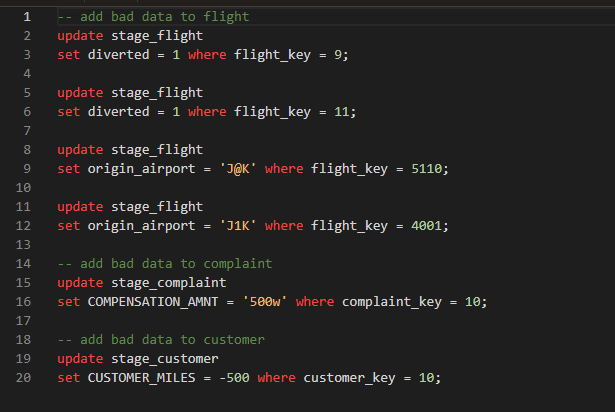 1 -- add bad data to flight
2 update stage_flight
3 set diverted = 1 where flight_key = 9;
4
5 update stage_flight
6 set diverted = 1 where flight_key = 11;
7
8 update stage_flight
9 set origin_airport = 'J@K' where flight_key = 5110;
10
11 update stage_flight
12 set origin_airport = 'J1K' where flight_key = 4001;
13
14 -- add bad data to complaint
15 update stage_complaint
16 set COMPENSATION_AMNT = '500w' where complaint_key = 10;
17
18 -- add bad data to customer
19 update stage_customer
20 set CUSTOMER_MILES = -500 where customer_key = 10;